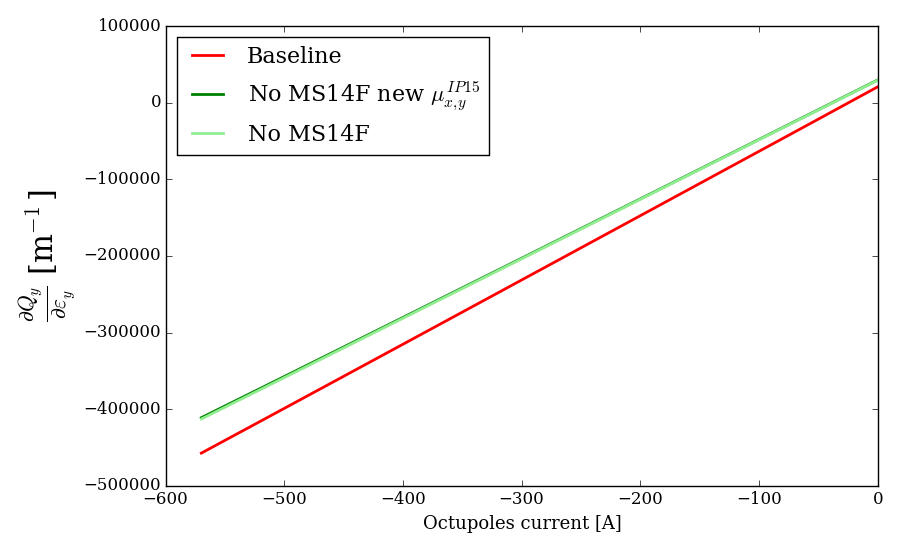 100000
0
−100000
−200000
−300000
−400000
−500000
−600
−500
−400
−300
−200
−100
0
Octupoles current [A]
∂Q_y/∂ε_y [m⁻¹]
Baseline
No MS14F new μ_{x,y}^{IP15}
No MS14F